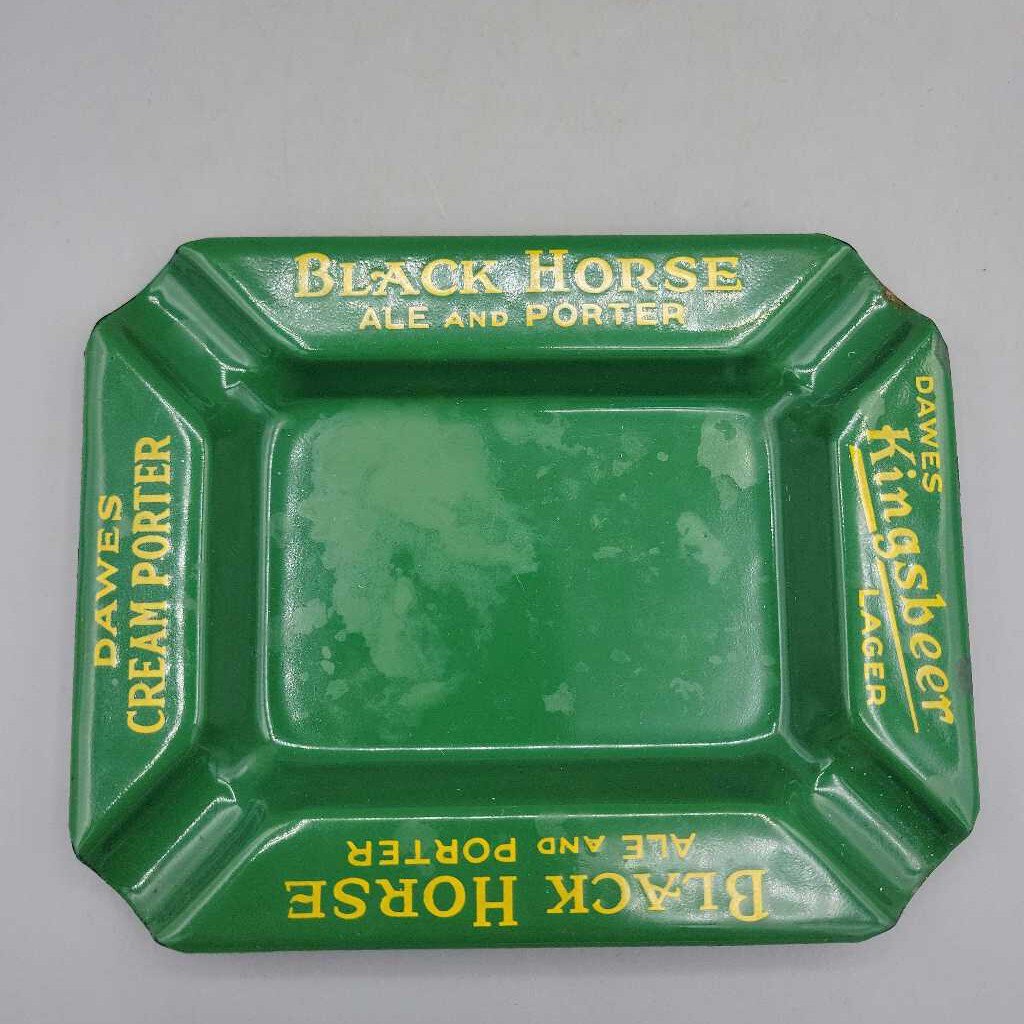 BLACK HORSE
ALE AND PORTER
DAWES
Kingsbeer
LAGER
BLACK HORSE
ALE AND PORTER
DAWES
CREAM PORTER